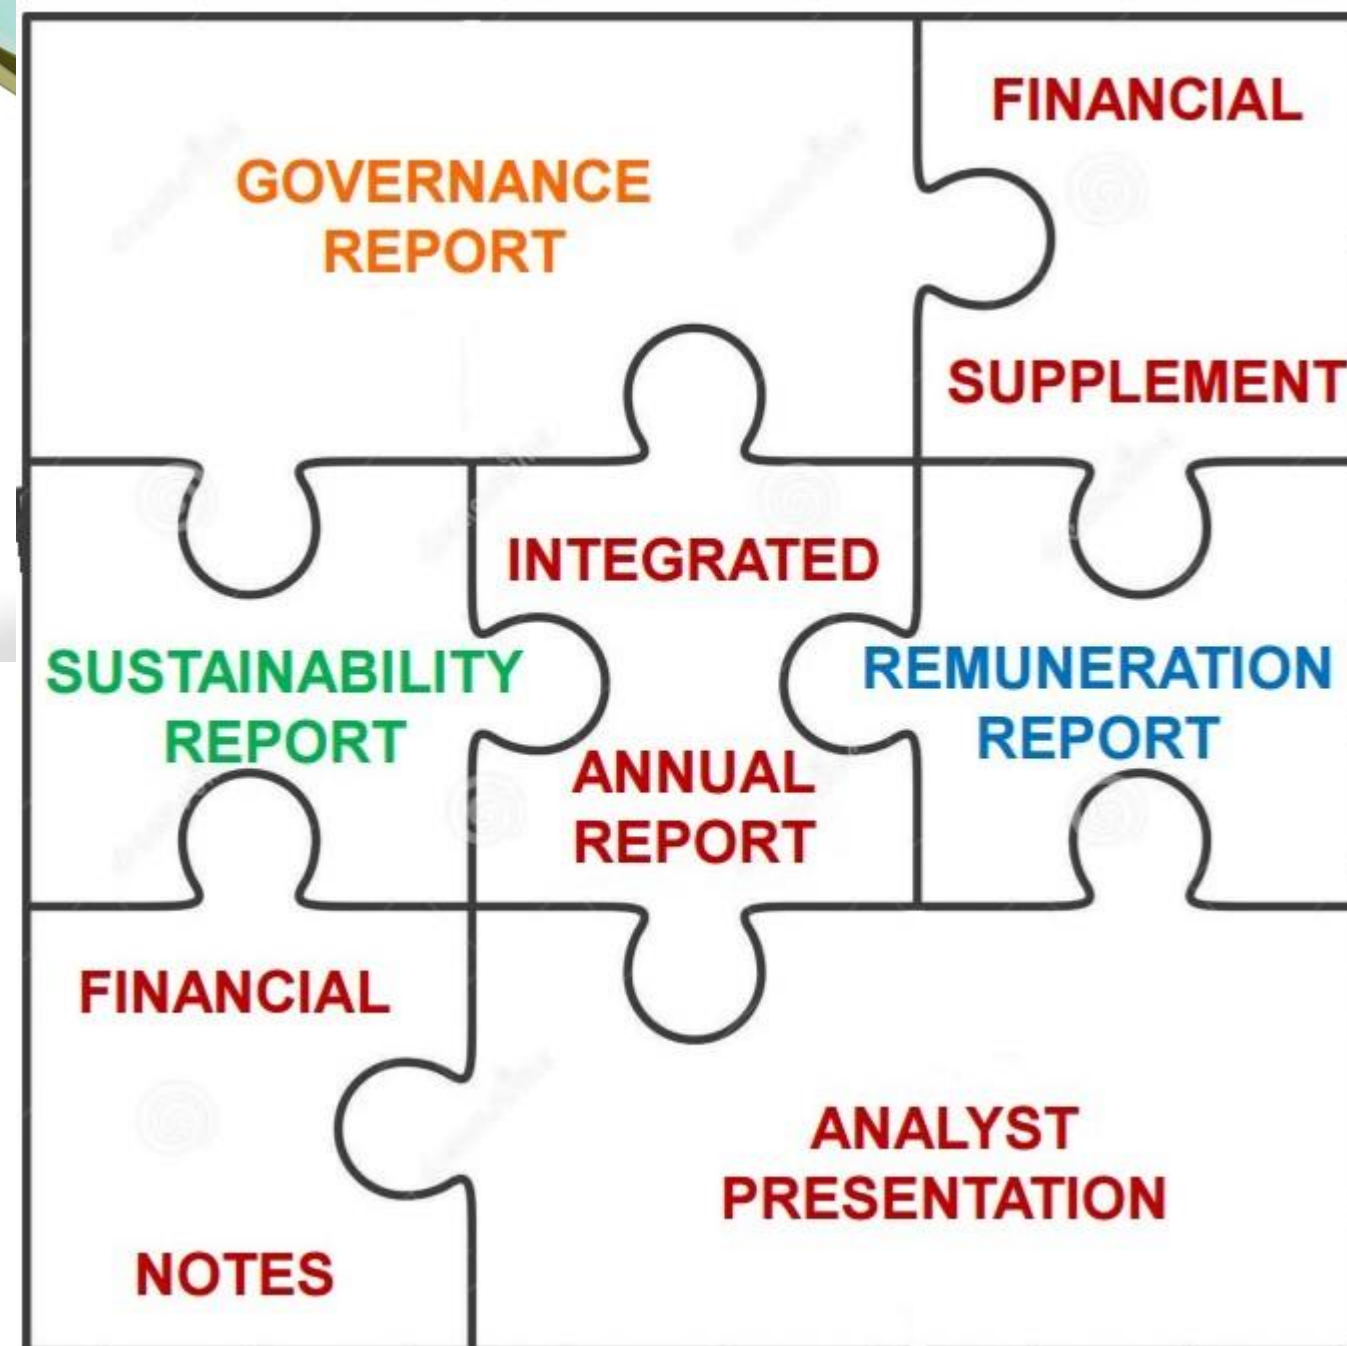 GOVERNANCE
REPORT
FINANCIAL
SUPPLEMENT
SUSTAINABILITY
REPORT
INTEGRATED
ANNUAL
REPORT
REMUNERATION
REPORT
FINANCIAL
NOTES
ANALYST
PRESENTATION